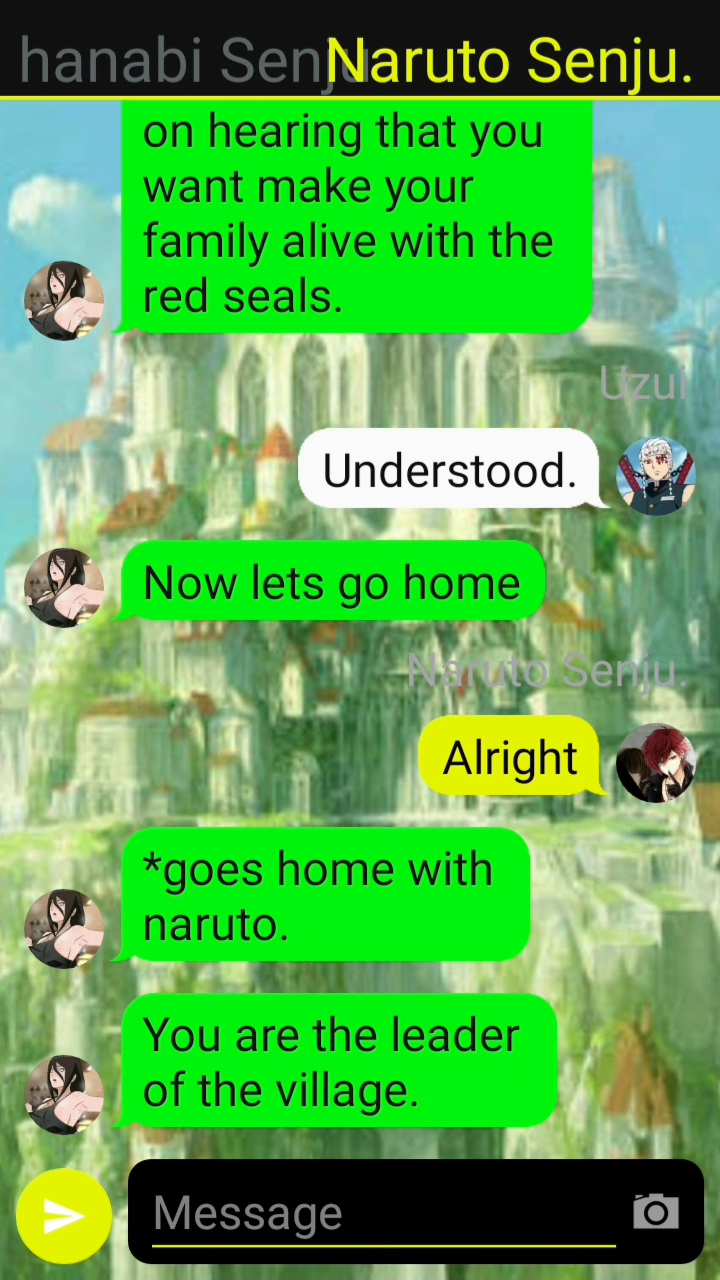 hanabi Senju
Naruto Senju.
on hearing that you
want make your
family alive with the
red seals.
Uzui
Understood.
Now lets go home
Naruto Senju.
Alright
*goes home with
naruto.
You are the leader
of the village.
Message